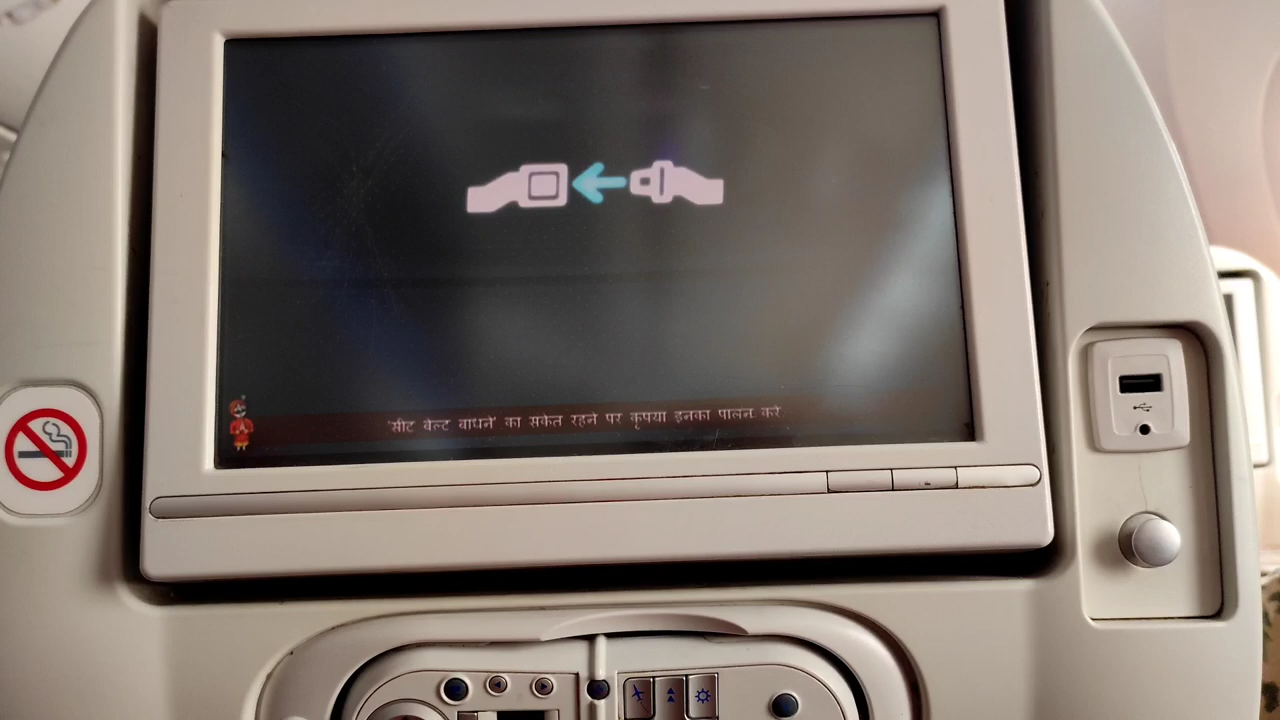 'सीट बेल्ट बांधने' का संकेत रहने पर कृपया इनका पालन करें